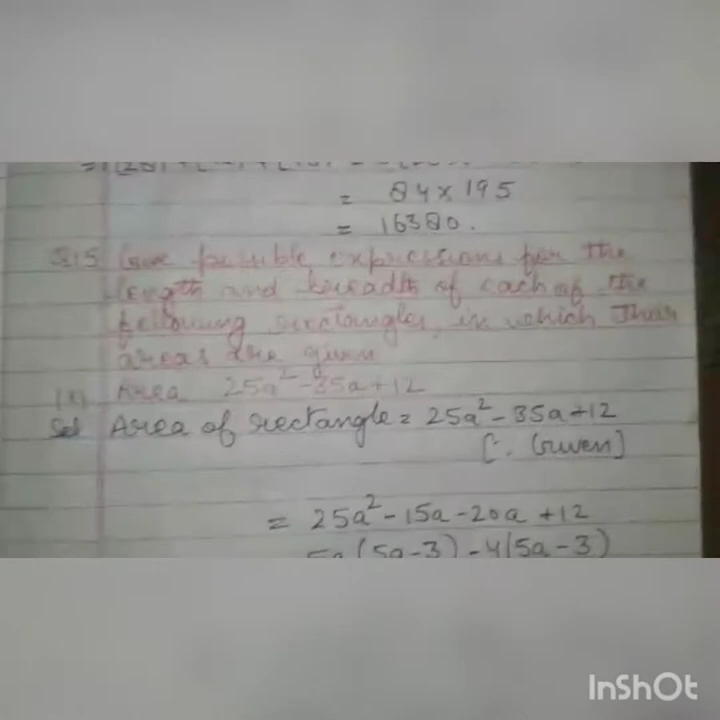 = 84 x 195
= 16380.
Q15 Give possible expressions for the
length and breadth of each of the
following rectangles, in which their
areas are given
(i) Area 25a² - 35a + 12
Sol Area of rectangle = 25a² - 35a + 12
[∵ Given]
= 25a² - 15a - 20a + 12
5a(5a - 3) - 4(5a - 3)
InShOt